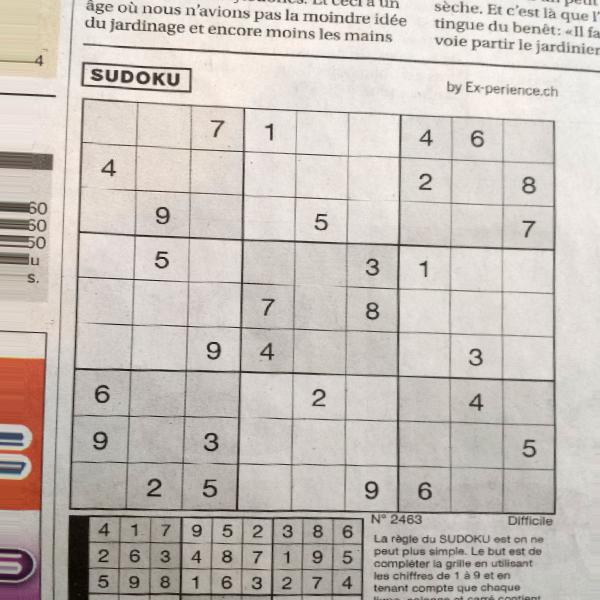 âge où nous n'avions pas la moindre idée
du jardinage et encore moins les mains
sèche. Et c'est là que l'
tingue du benêt: «Il fa
voie partir le jardinier
4
SUDOKU
by Ex-perience.ch
7 1 4 6
4 2 8
9 5 7
5 3 1
7 8
9 4 3
6 2 4
9 3 5
2 5 9 6
60
60
50
u
s.
N° 2463 Difficile
4 1 7 9 5 2 3 8 6
2 6 3 4 8 7 1 9 5
5 9 8 1 6 3 2 7 4
La règle du SUDOKU est on ne
peut plus simple. Le but est de
compléter la grille en utilisant
les chiffres de 1 à 9 et en
tenant compte que chaque